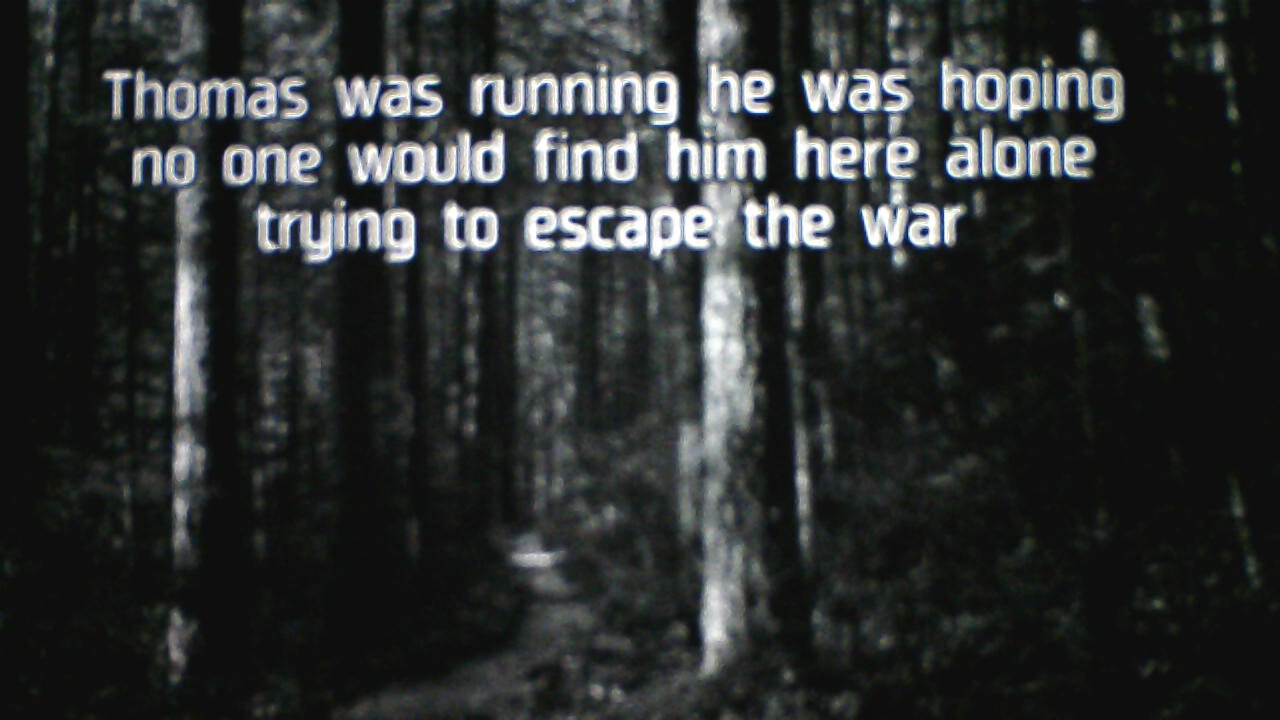 Thomas was running he was hoping
no one would find him here alone
trying to escape the war